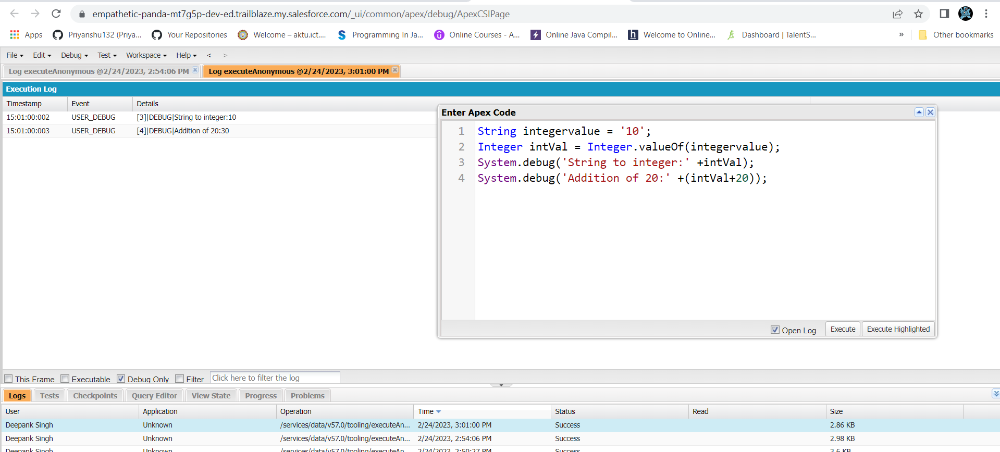 empathetic-panda-mt7g5p-dev-ed.trailblaze.my.salesforce.com/_ui/common/apex/debug/ApexCSIPage
Apps Priyanshu132 (Priya... Your Repositories Welcome – aktu.ict.... Programming In Ja... Online Courses - A... Online Java Compil... Welcome to Online... Dashboard | TalentS... » Other bookmarks
File Edit Debug Test Workspace Help < >
Log executeAnonymous @2/24/2023, 2:54:06 PM Log executeAnonymous @2/24/2023, 3:01:00 PM
Execution Log
Timestamp Event Details
15:01:00:002 USER_DEBUG [3]|DEBUG|String to integer:10
15:01:00:003 USER_DEBUG [4]|DEBUG|Addition of 20:30
Enter Apex Code
1 String integervalue = '10';
2 Integer intVal = Integer.valueOf(integervalue);
3 System.debug('String to integer:' +intVal);
4 System.debug('Addition of 20:' +(intVal+20));
Open Log Execute Execute Highlighted
This Frame Executable Debug Only Filter Click here to filter the log
Logs Tests Checkpoints Query Editor View State Progress Problems
User Application Operation Time Status Read Size
Deepank Singh Unknown /services/data/v57.0/tooling/executeAn... 2/24/2023, 3:01:00 PM Success 2.86 KB
Deepank Singh Unknown /services/data/v57.0/tooling/executeAn... 2/24/2023, 2:54:06 PM Success 2.98 KB
Deepank Singh Unknown /services/data/v57.0/tooling/executeAn... 2/24/2023, 2:50:27 PM Success 3.6 KB